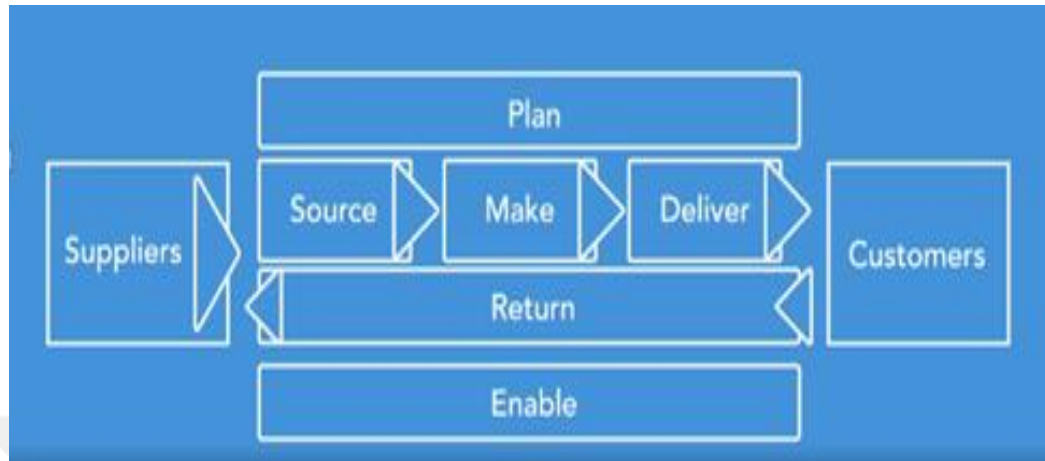 Plan
Suppliers
Source
Make
Deliver
Customers
Return
Enable